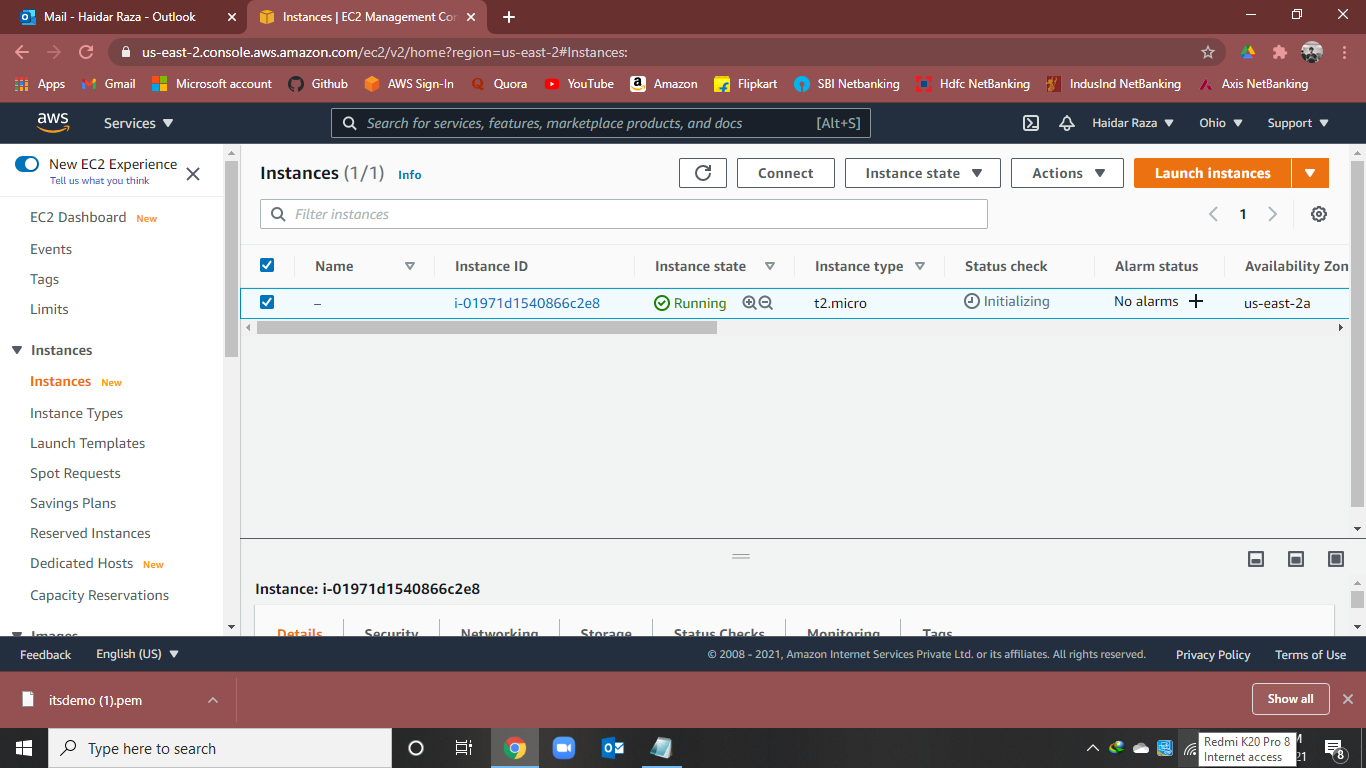 Mail - Haidar Raza - Outlook
Instances | EC2 Management Cor
us-east-2.console.aws.amazon.com/ec2/v2/home?region=us-east-2#Instances:
Apps Gmail Microsoft account Github AWS Sign-In Quora YouTube Amazon Flipkart SBI Netbanking Hdfc NetBanking IndusInd NetBanking Axis NetBanking
aws Services Search for services, features, marketplace products, and docs [Alt+S] Haidar Raza Ohio Support
New EC2 Experience
Tell us what you think
EC2 Dashboard New
Events
Tags
Limits
Instances
Instances New
Instance Types
Launch Templates
Spot Requests
Savings Plans
Reserved Instances
Dedicated Hosts New
Capacity Reservations
Images
Instances (1/1) Info Connect Instance state Actions Launch instances
Filter instances 1
Name Instance ID Instance state Instance type Status check Alarm status Availability Zon
– i-01971d1540866c2e8 Running t2.micro Initializing No alarms us-east-2a
Instance: i-01971d1540866c2e8
Details Security Networking Storage Status Checks Monitoring Tags
Feedback English (US) © 2008 - 2021, Amazon Internet Services Private Ltd. or its affiliates. All rights reserved. Privacy Policy Terms of Use
itsdemo (1).pem Show all
Type here to search
Redmi K20 Pro 8
Internet access
M
21
8